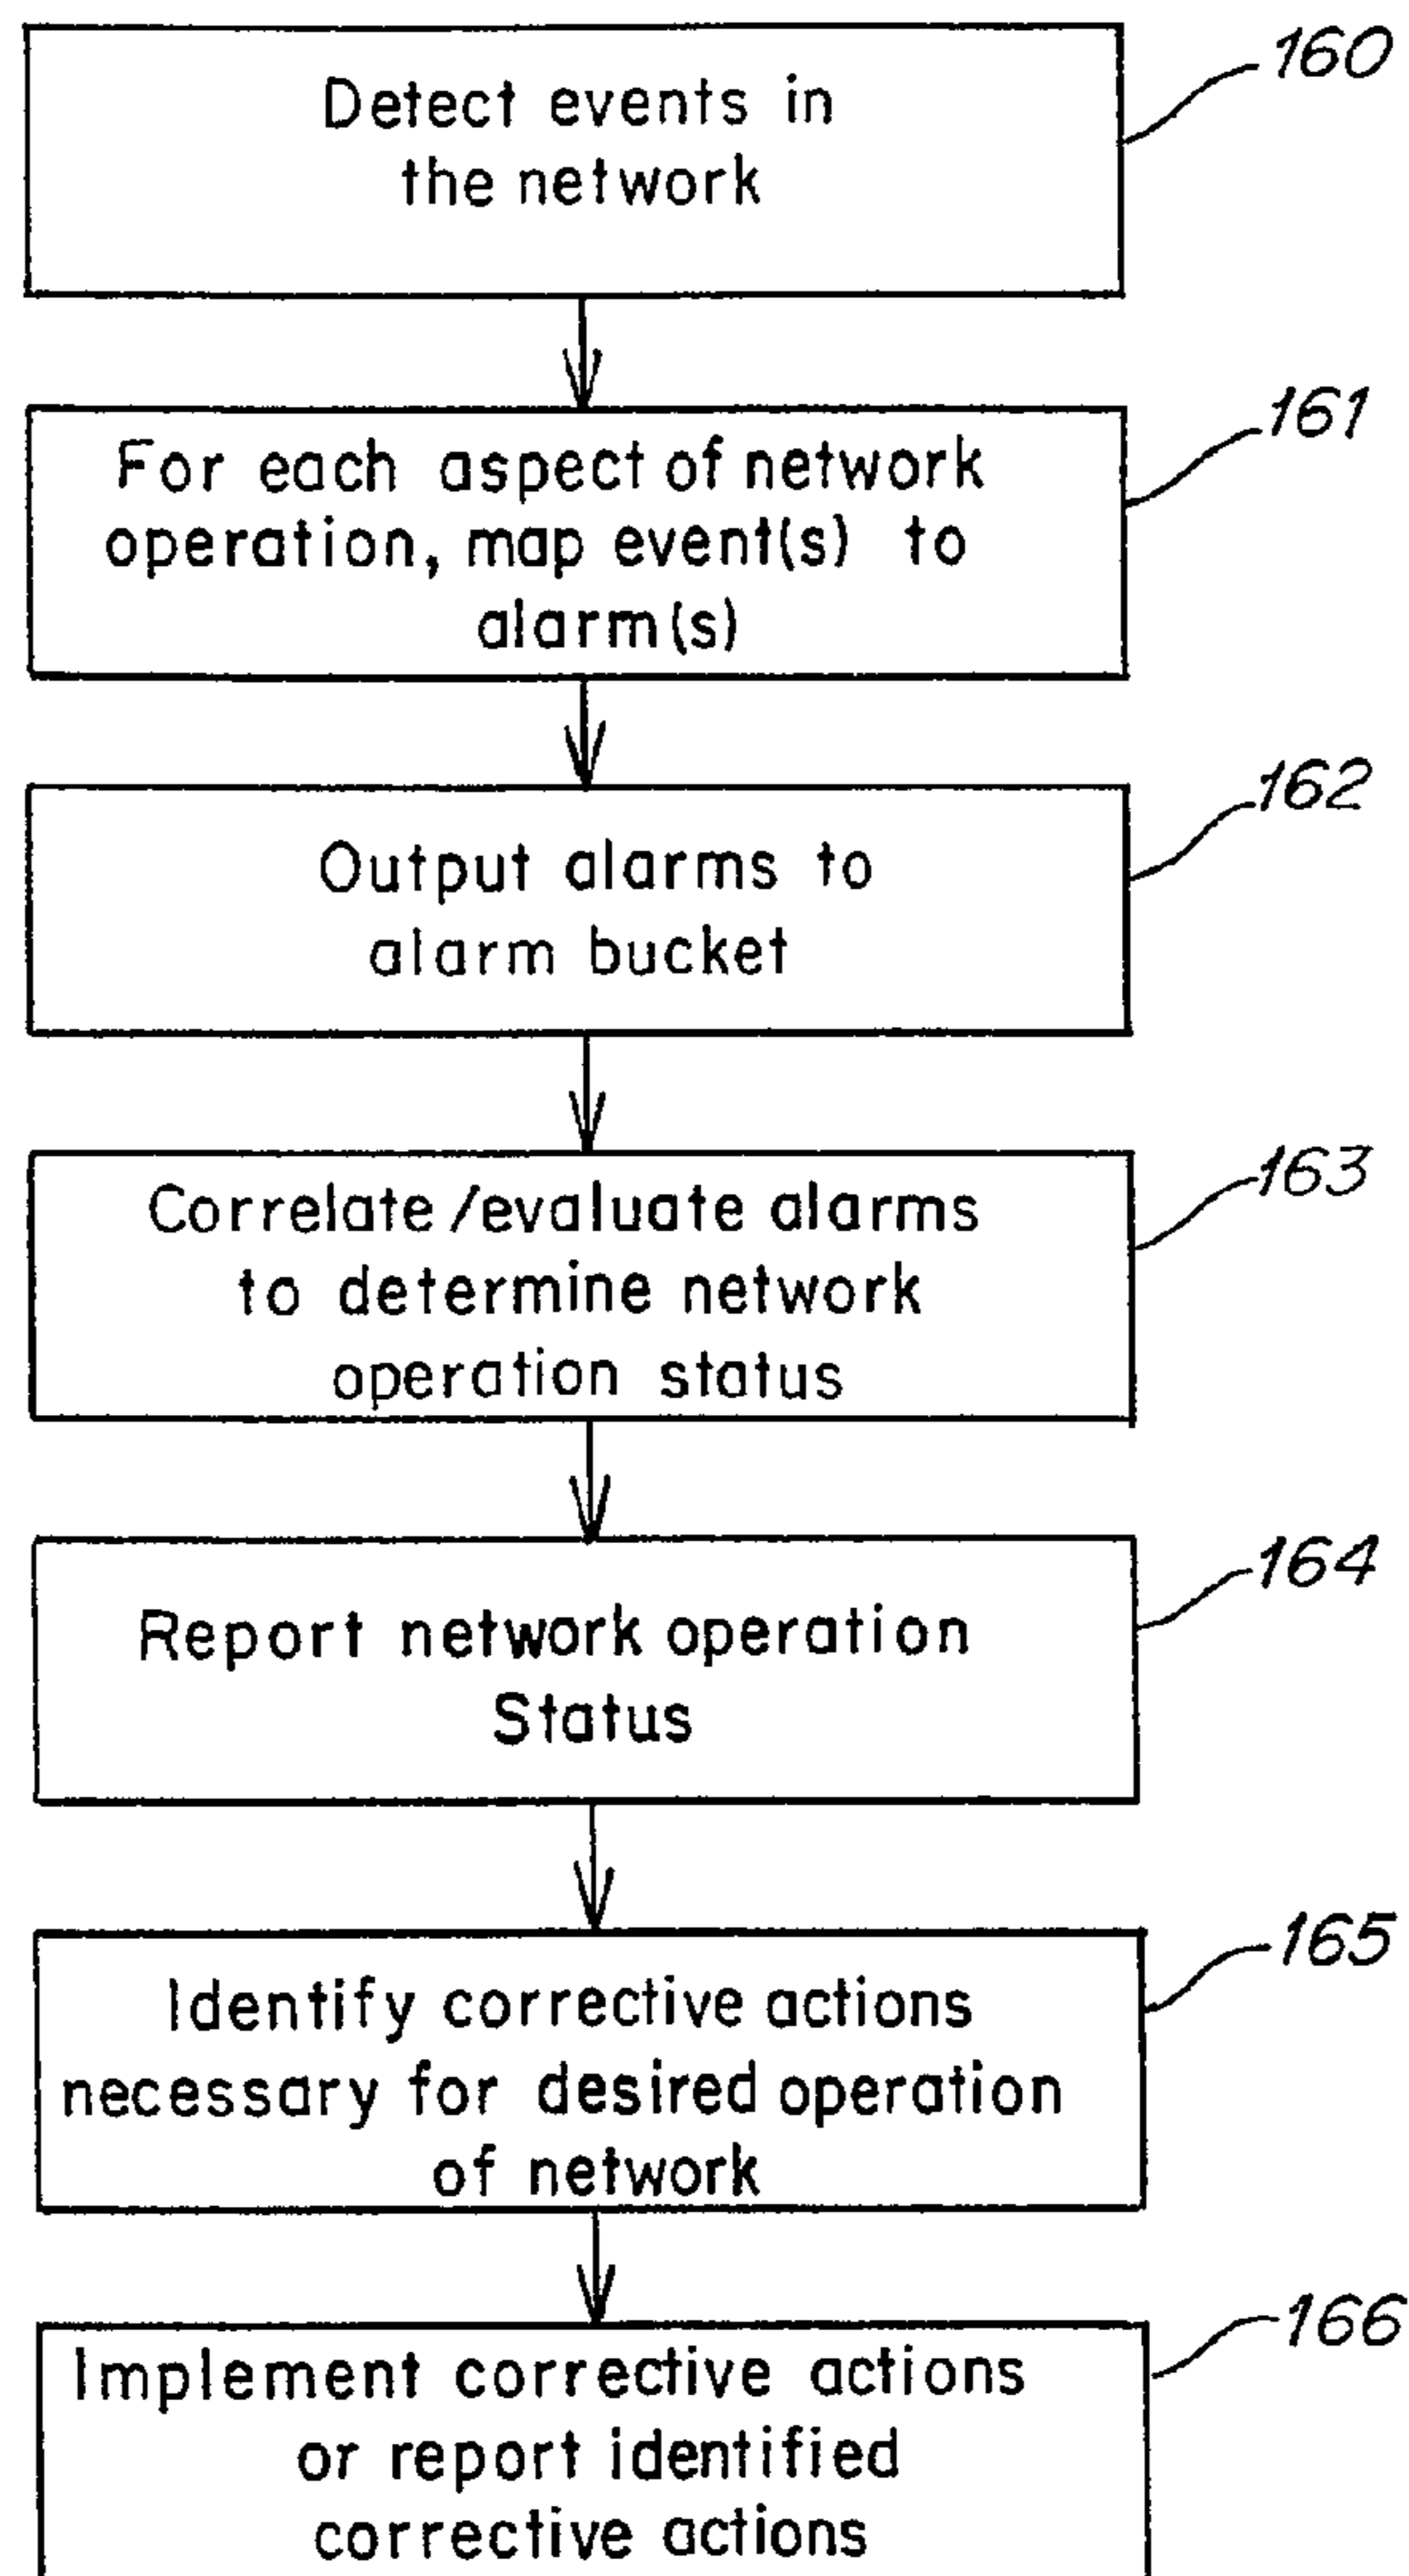 160
Detect events in
the network
161
For each aspect of network
operation, map event(s) to
alarm(s)
162
Output alarms to
alarm bucket
163
Correlate/evaluate alarms
to determine network
operation status
164
Report network operation
Status
165
Identify corrective actions
necessary for desired operation
of network
166
Implement corrective actions
or report identified
corrective actions